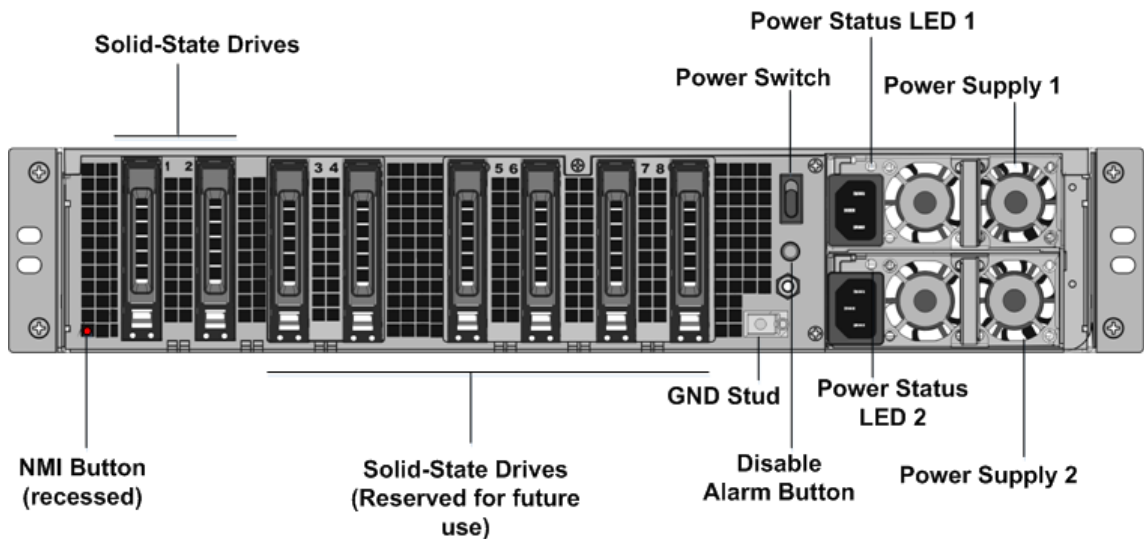 Power Status LED 1
Solid-State Drives
Power Switch
Power Supply 1
1 2
3 4
5 6
7 8
GND Stud
Power Status
LED 2
NMI Button
(recessed)
Solid-State Drives
(Reserved for future
use)
Disable
Alarm Button
Power Supply 2